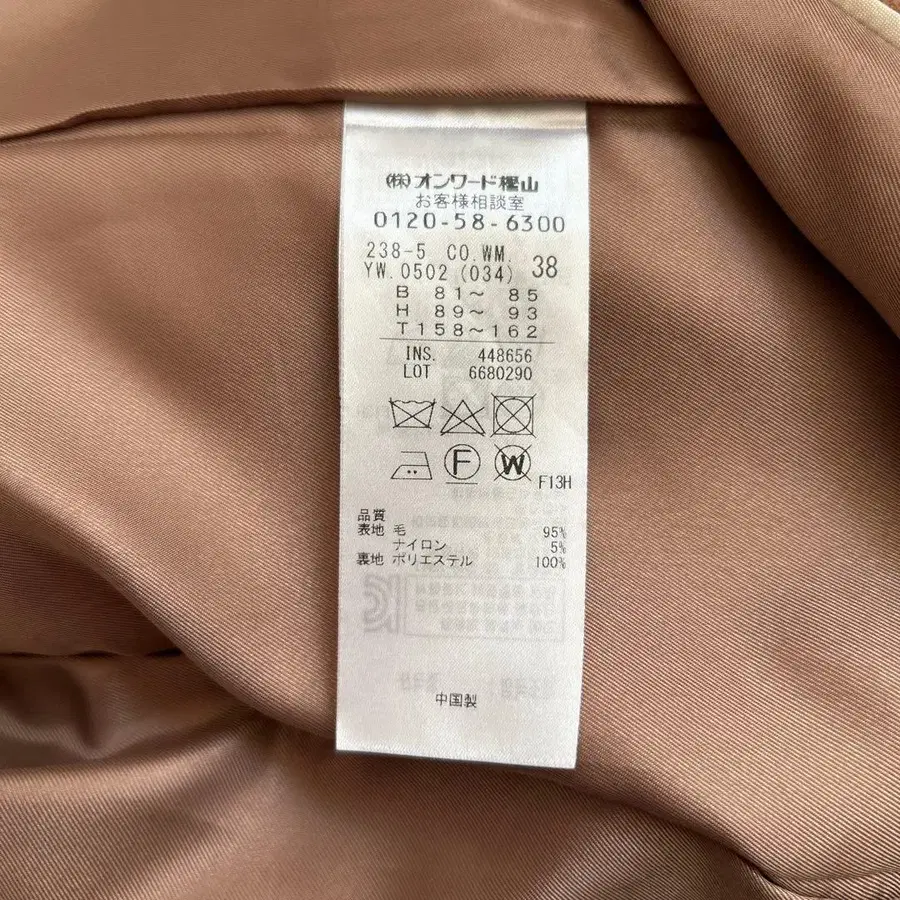 (株)オンワード樫山
お客様相談室
0120-58-6300
238-5 CO.WM.
YW.0502(034) 38
B 81～ 85
H 89～ 93
T158～162
INS. 448656
LOT 6680290
F
W
F13H
品質
表地 毛 95%
ナイロン 5%
裏地 ポリエステル 100%
中国製